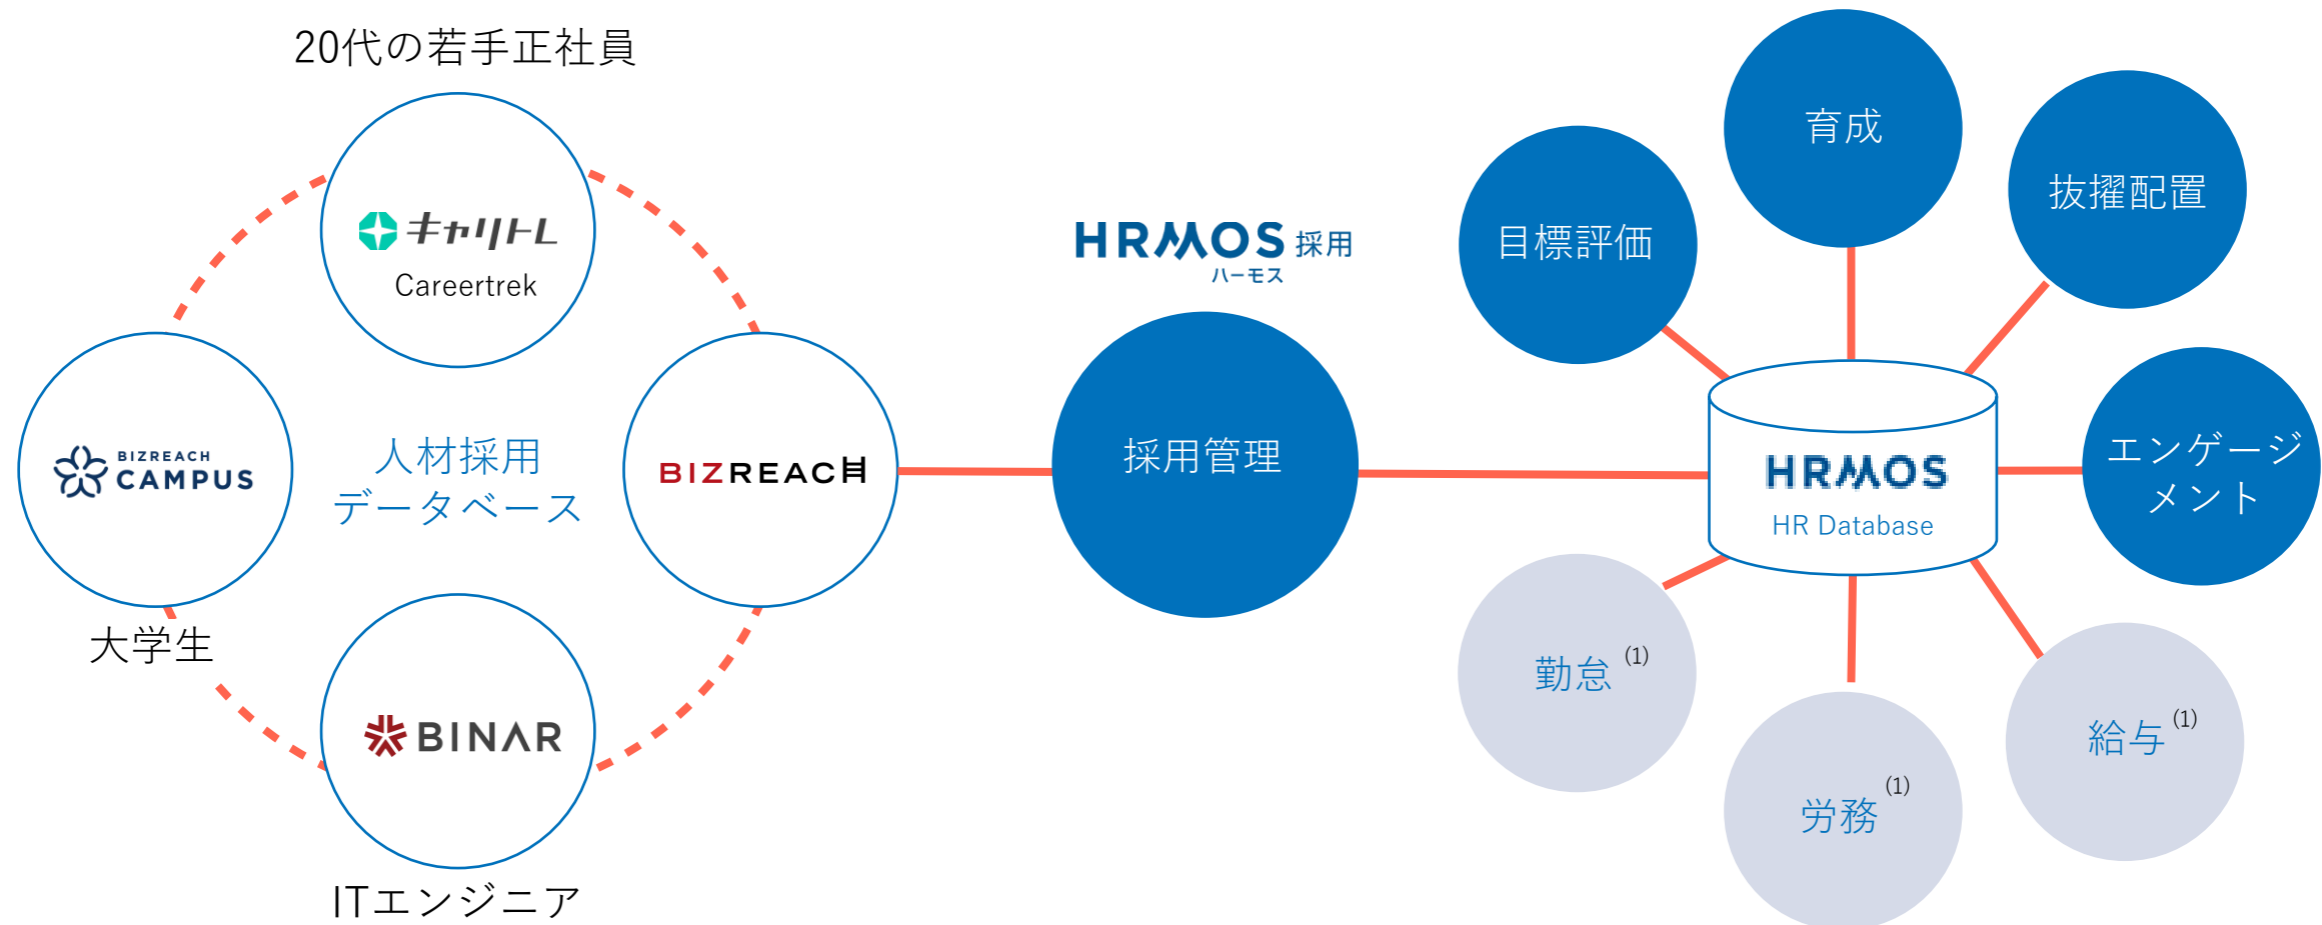 20代の若手正社員
キャリトレ
Careertrek
BIZREACH
CAMPUS
人材採用
データベース
BIZREACH
大学生
BINAR
ITエンジニア
HRMOS 採用
ハーモス
採用管理
目標評価
育成
抜擢配置
エンゲージ
メント
HRMOS
HR Database
勤怠 (1)
労務 (1)
給与 (1)